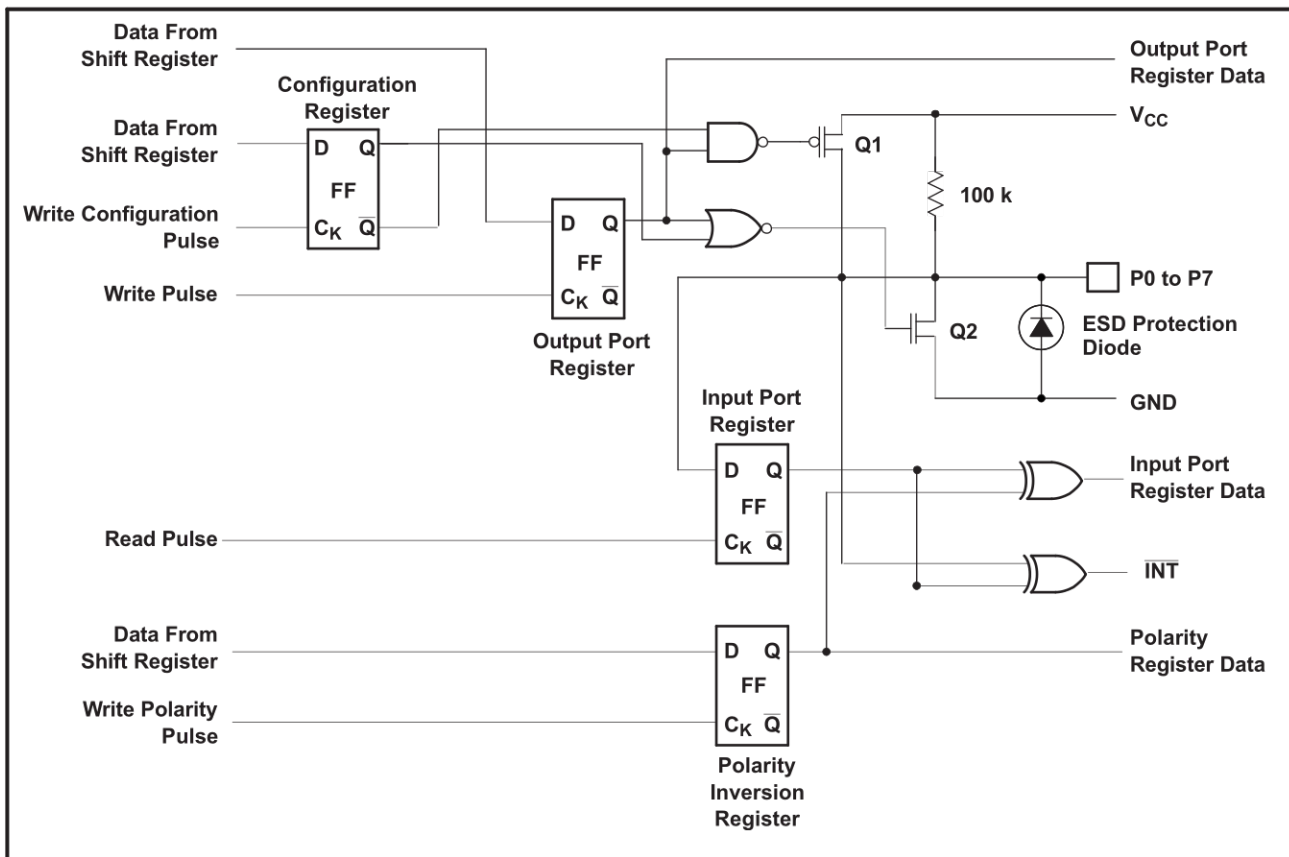 Data From
Shift Register
Configuration
Register
Output Port
Register Data
Data From
Shift Register
D Q
FF
CK Q̅
VCC
Q1
100 k
Write Configuration
Pulse
D Q
FF
CK Q̅
Write Pulse
Output Port
Register
P0 to P7
Q2
ESD Protection
Diode
GND
Input Port
Register
D Q
FF
CK Q̅
Read Pulse
Input Port
Register Data
I̅N̅T̅
Data From
Shift Register
D Q
FF
CK Q̅
Write Polarity
Pulse
Polarity
Register Data
Polarity
Inversion
Register